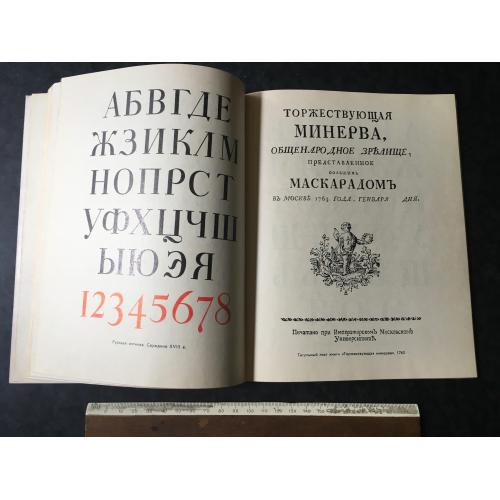 АБВГДЕ
ЖЗИКЛМ
НОПРСТ
УФХЦЧШ
ЫЮЭЯ
12345678
Русская антиква. Середина XVIII в.
ТОРЖЕСТВУЮЩАЯ
МИНЕРВА,
ОБЩЕНАРОДНОЕ ЗРѢЛИЩЕ,
ПРЕДСТАВЛЕННОЕ
БОЛЬШИМЪ
МАСКАРАДОМЪ
ВЪ МОСКВѢ 1763 ГОДА, ГЕНВАРЯ ДНЯ.
Печатано при Императорскомъ Московскомъ
Университетѣ.
Титульный лист книги «Торжествующая минерва», 1763